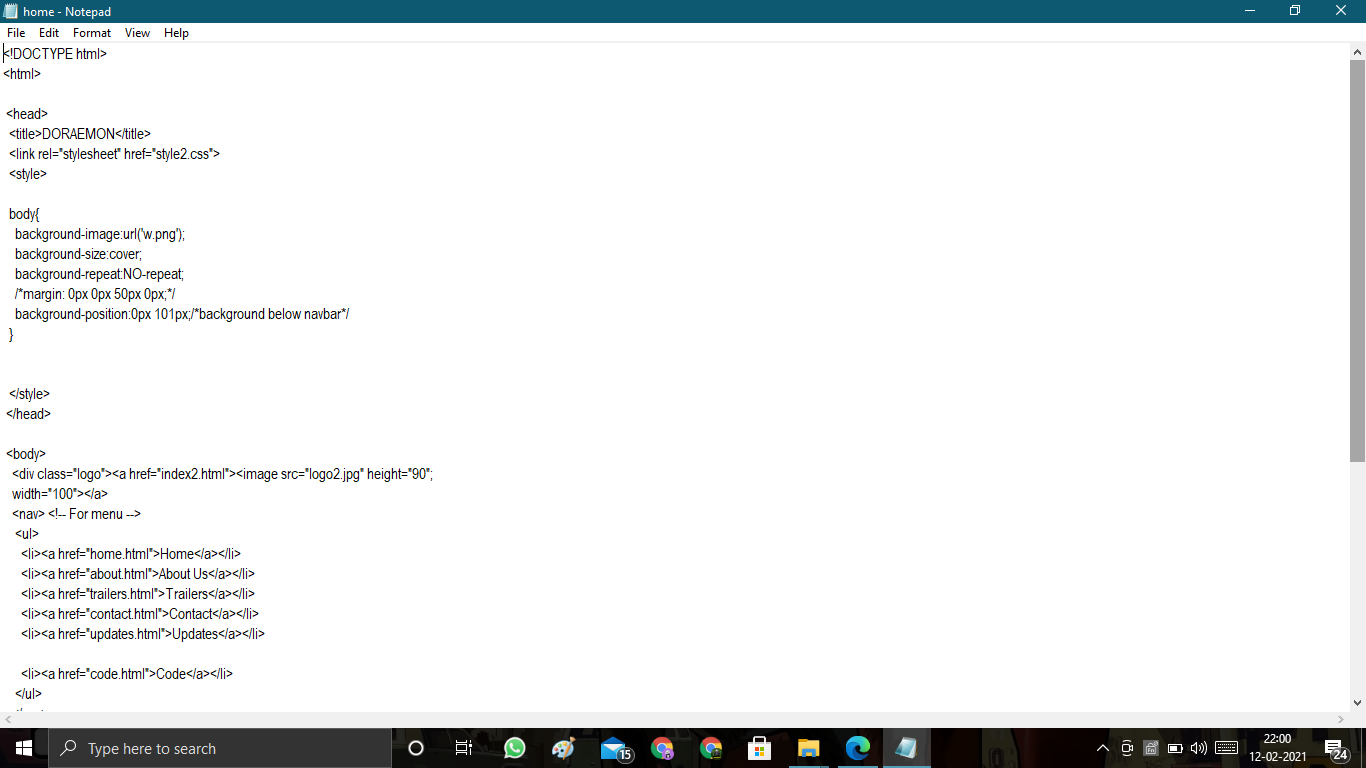 home - Notepad
File Edit Format View Help
<!DOCTYPE html>
<html>
<head>
<title>DORAEMON</title>
<link rel="stylesheet" href="style2.css">
<style>
body{
background-image:url('w.png');
background-size:cover;
background-repeat:NO-repeat;
/*margin: 0px 0px 50px 0px;*/
background-position:0px 101px;/*background below navbar*/
}
</style>
</head>
<body>
<div class="logo"><a href="index2.html"><image src="logo2.jpg" height="90";
width="100"></a>
<nav> <!-- For menu -->
<ul>
<li><a href="home.html">Home</a></li>
<li><a href="about.html">About Us</a></li>
<li><a href="trailers.html">Trailers</a></li>
<li><a href="contact.html">Contact</a></li>
<li><a href="updates.html">Updates</a></li>
<li><a href="code.html">Code</a></li>
</ul>
Type here to search
15
22:00
12-02-2021
24